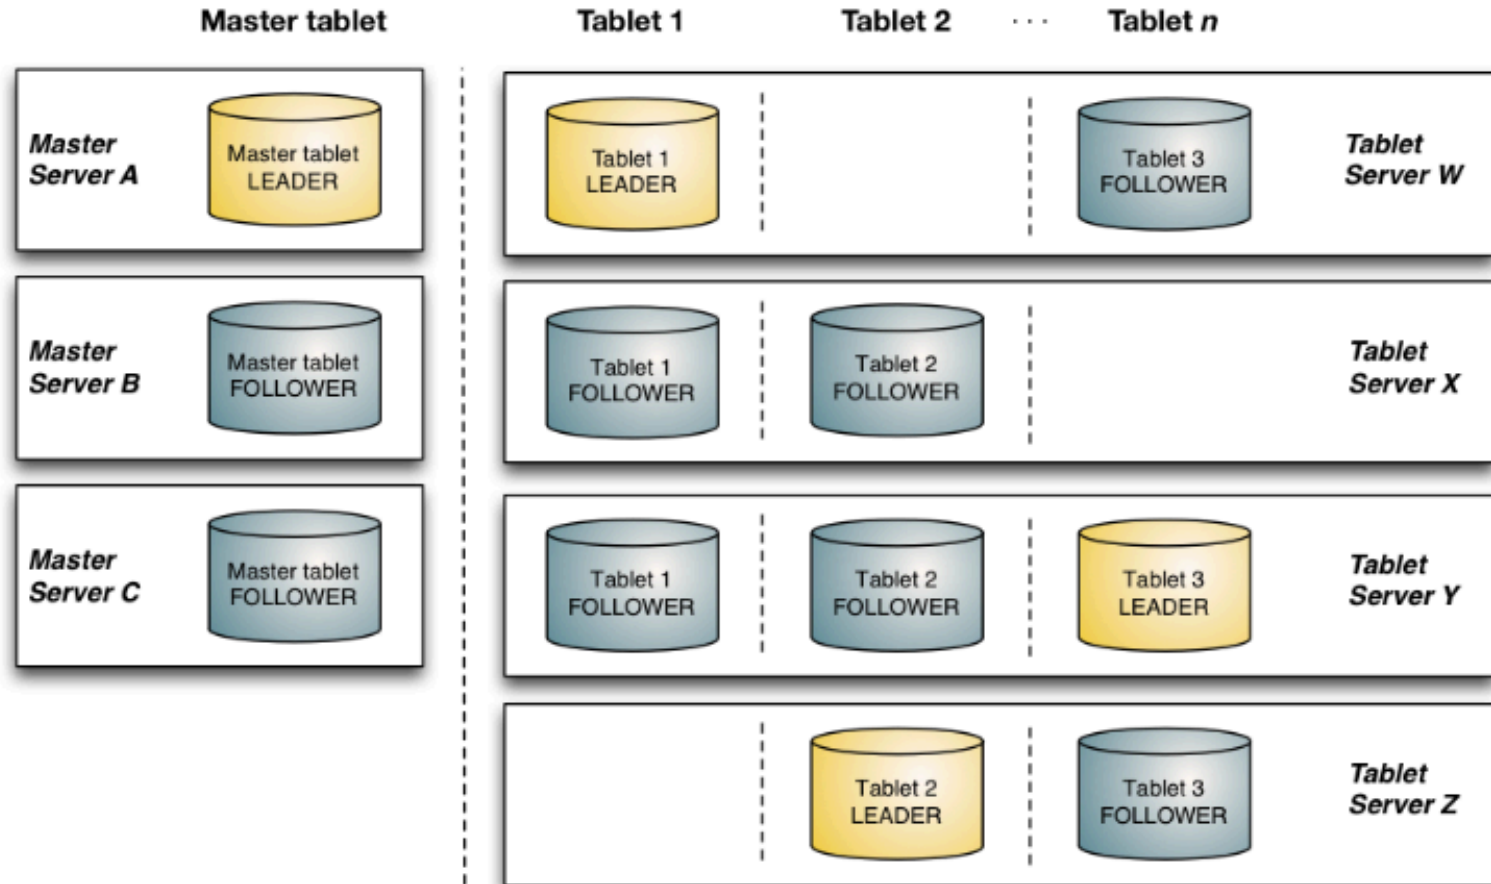 Master tablet
Tablet 1
Tablet 2
. . .
Tablet n
Master
Server A
Master tablet
LEADER
Tablet 1
LEADER
Tablet 3
FOLLOWER
Tablet
Server W
Master
Server B
Master tablet
FOLLOWER
Tablet 1
FOLLOWER
Tablet 2
FOLLOWER
Tablet
Server X
Master
Server C
Master tablet
FOLLOWER
Tablet 1
FOLLOWER
Tablet 2
FOLLOWER
Tablet 3
LEADER
Tablet
Server Y
Tablet 2
LEADER
Tablet 3
FOLLOWER
Tablet
Server Z